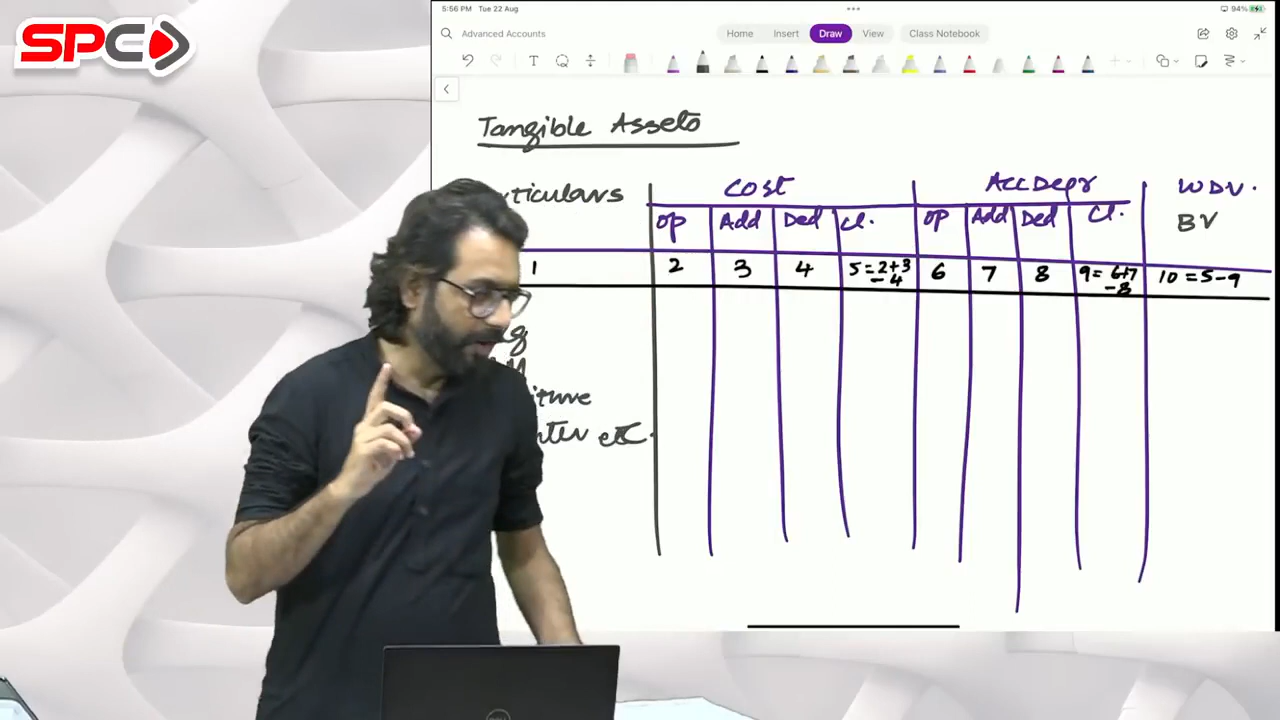 SPC
5:56 PM Tue 22 Aug
94%
Advanced Accounts
Home Insert Draw View Class Notebook
Tangible Assets
Cost Acc Depr WDV.
BV
Op Add Ded Cl. Op Add Ded Cl.
1 2 3 4 5 = 2+3 - 4 6 7 8 9 = 6+7 - 8 10 = 5 - 9
etc.